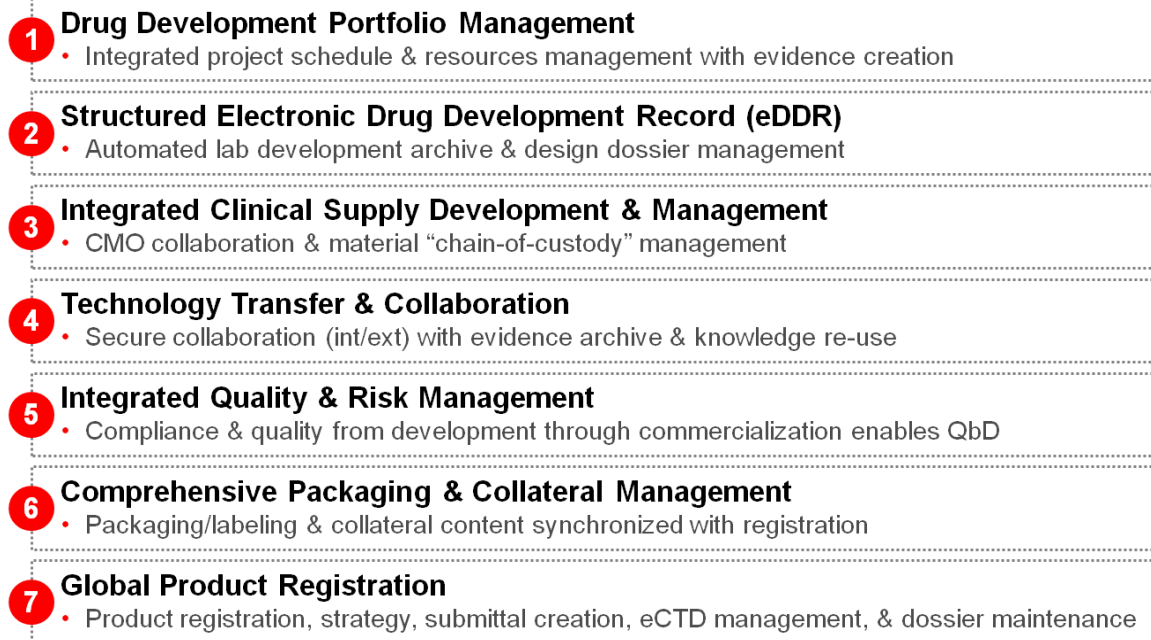 1 Drug Development Portfolio Management
• Integrated project schedule & resources management with evidence creation
2 Structured Electronic Drug Development Record (eDDR)
• Automated lab development archive & design dossier management
3 Integrated Clinical Supply Development & Management
• CMO collaboration & material “chain-of-custody” management
4 Technology Transfer & Collaboration
• Secure collaboration (int/ext) with evidence archive & knowledge re-use
5 Integrated Quality & Risk Management
• Compliance & quality from development through commercialization enables QbD
6 Comprehensive Packaging & Collateral Management
• Packaging/labeling & collateral content synchronized with registration
7 Global Product Registration
• Product registration, strategy, submittal creation, eCTD management, & dossier maintenance